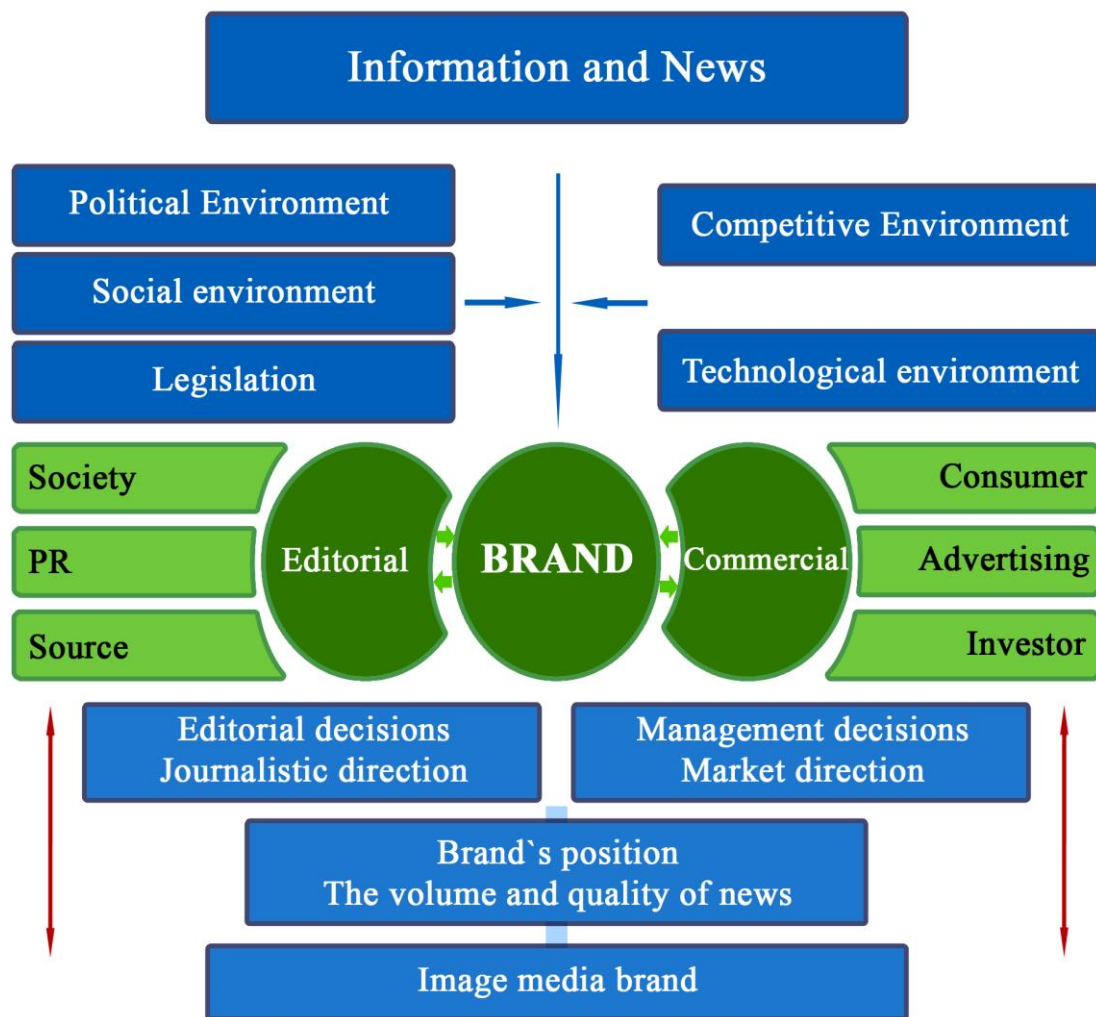 Information and News
Political Environment
Social environment
Legislation
Competitive Environment
Technological environment
Society
PR
Source
Editorial
BRAND
Commercial
Consumer
Advertising
Investor
Editorial decisions
Journalistic direction
Management decisions
Market direction
Brand`s position
The volume and quality of news
Image media brand